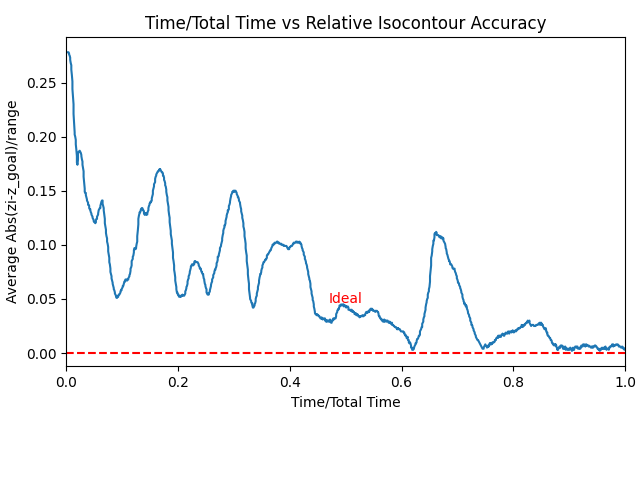 Time/Total Time vs Relative Isocontour Accuracy
Average Abs(zi-z_goal)/range
0.25
0.20
0.15
0.10
0.05
0.00
Ideal
0.0 0.2 0.4 0.6 0.8 1.0
Time/Total Time